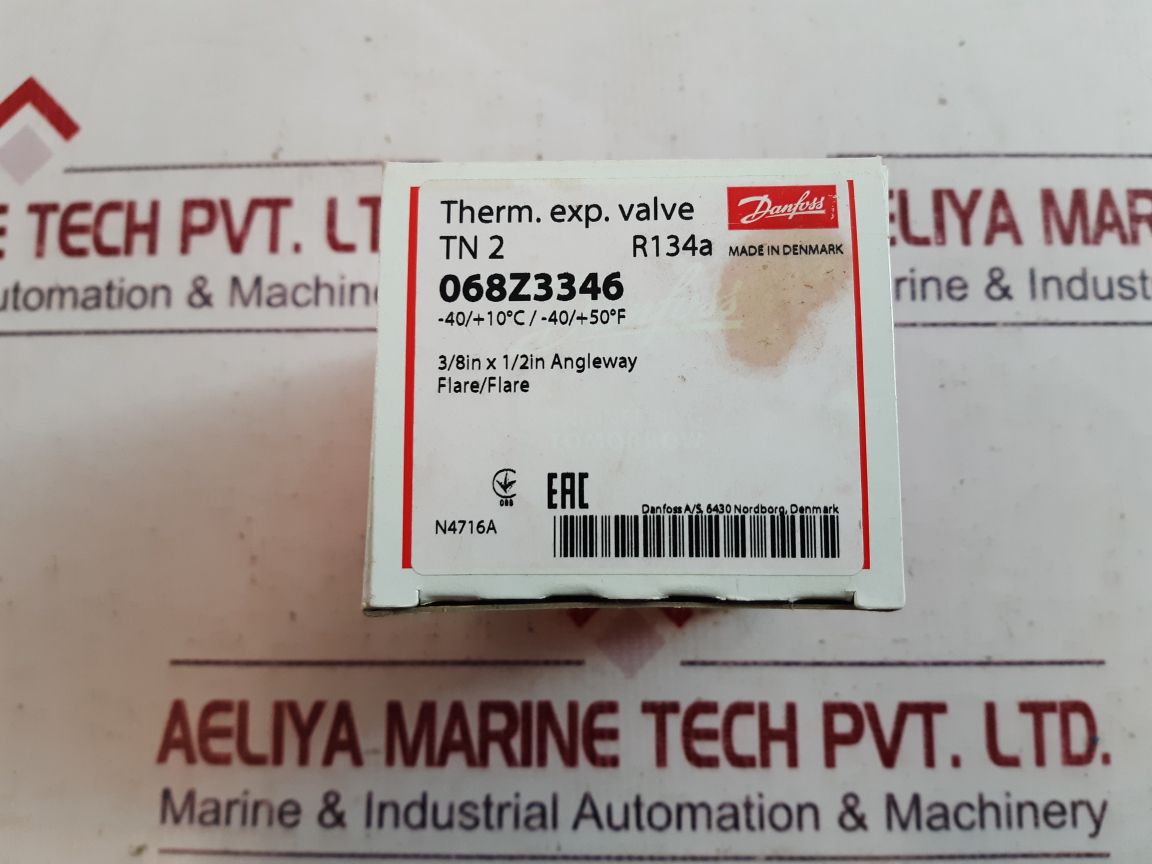 E TECH PVT. LT
utomation & Machin
ELIYA MAR
rine & Indust
Therm. exp. valve
Danfoss
TN 2 R134a MADE IN DENMARK
068Z3346
-40/+10°C / -40/+50°F
3/8in x 1/2in Angleway
Flare/Flare
EAC
Danfoss A/S, 6430 Nordborg, Denmark
N4716A
AELIYA MARINE TECH PVT. LTD.
Marine & Industrial Automation & Machinery